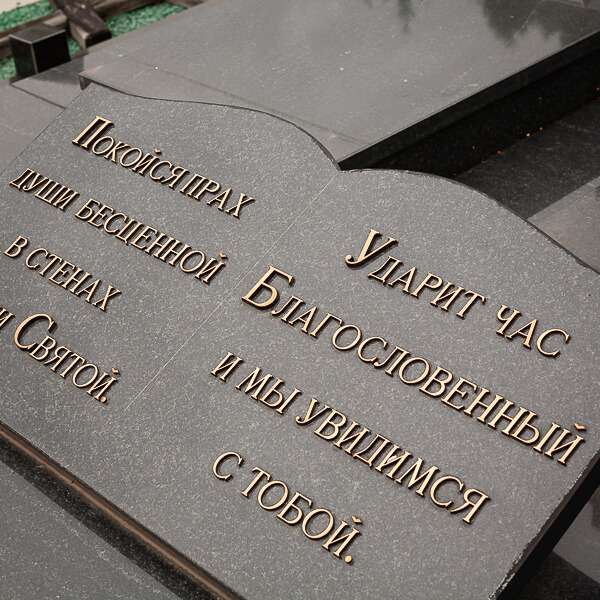 Покойся прах
души бесценной
в стенах
и Святой.
Ударит час
Благословенный
и мы увидимся
с тобой.